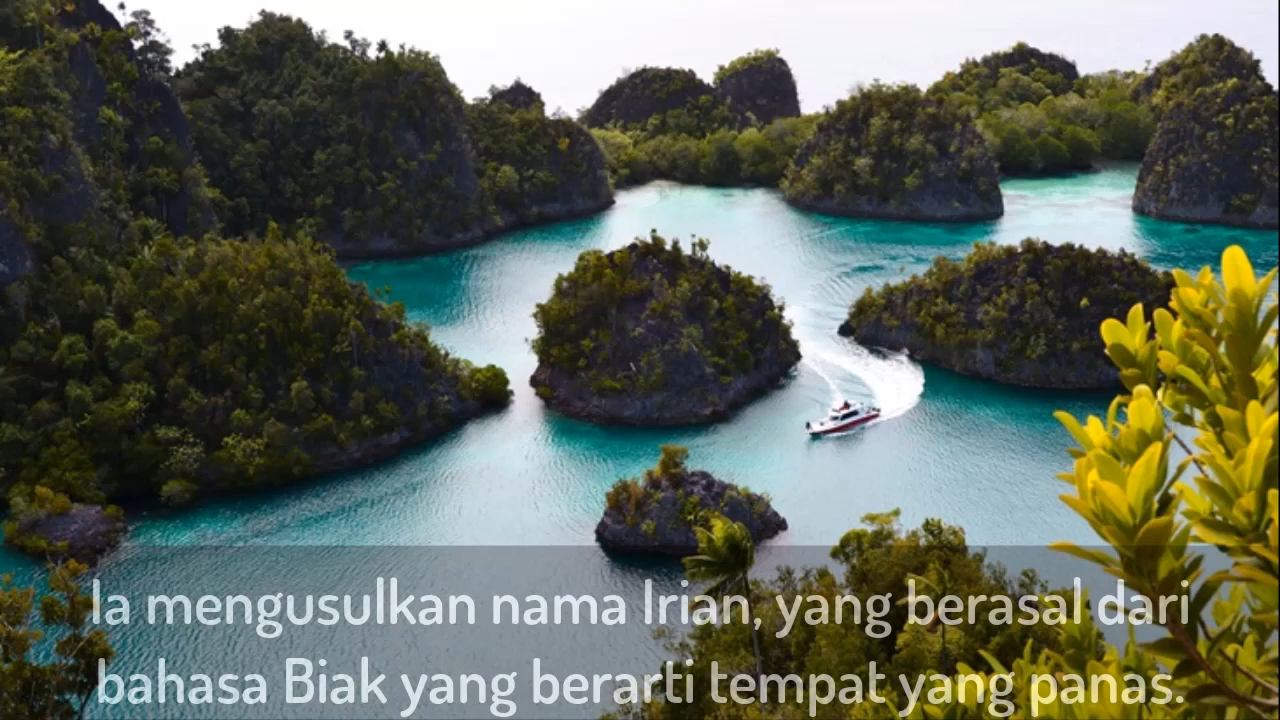 Ia mengusulkan nama Irian, yang berasal dari
bahasa Biak yang berarti tempat yang panas.